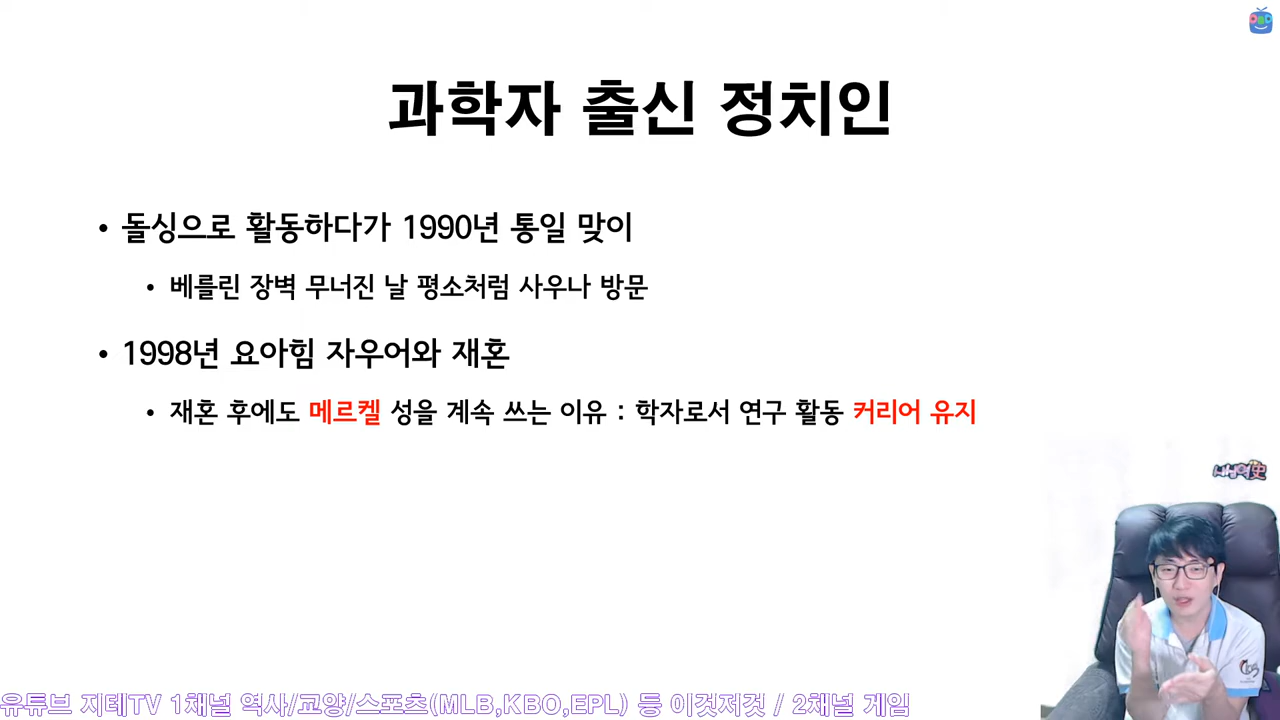 과학자 출신 정치인
• 돌싱으로 활동하다가 1990년 통일 맞이
• 베를린 장벽 무너진 날 평소처럼 사우나 방문
• 1998년 요아힘 자우어와 재혼
• 재혼 후에도 메르켈 성을 계속 쓰는 이유 : 학자로서 연구 활동 커리어 유지
유튜브 지테TV 1채널 역사/교양/스포츠(MLB,KBO,EPL) 등 이것저것 / 2채널 게임